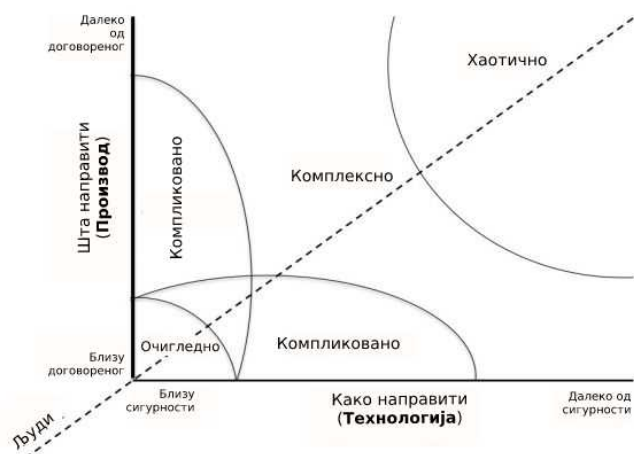 Далеко
од
договореног
Хаотично
Шта направити
(Производ)
Компликовано
Комплексно
Очигледно
Компликовано
Близу
договореног
Близу
сигурности
Како направити
(Технологија)
Далеко од
сигурности
Људи